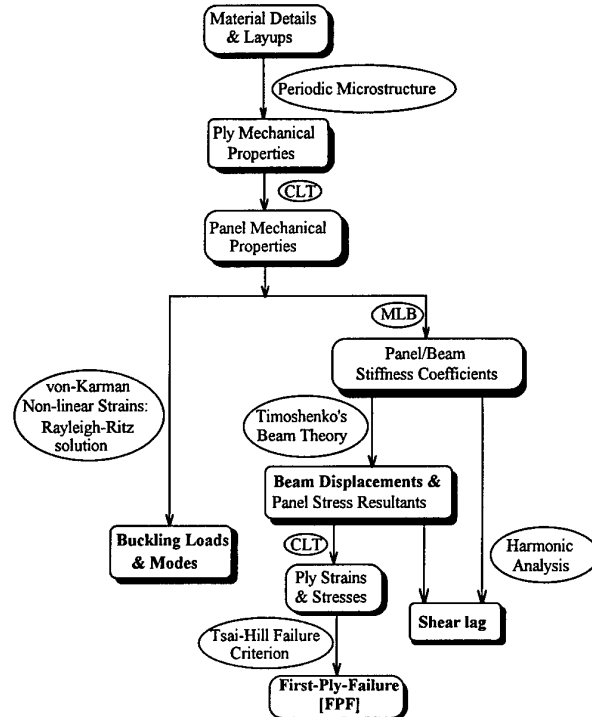 Material Details
& Layups
Periodic Microstructure
Ply Mechanical
Properties
CLT
Panel Mechanical
Properties
MLB
Panel/Beam
Stiffness Coefficients
von-Karman
Non-linear Strains:
Rayleigh-Ritz
solution
Timoshenko's
Beam Theory
Beam Displacements &
Panel Stress Resultants
Buckling Loads
& Modes
CLT
Harmonic
Analysis
Ply Strains
& Stresses
Shear lag
Tsai-Hill Failure
Criterion
First-Ply-Failure
[FPF]